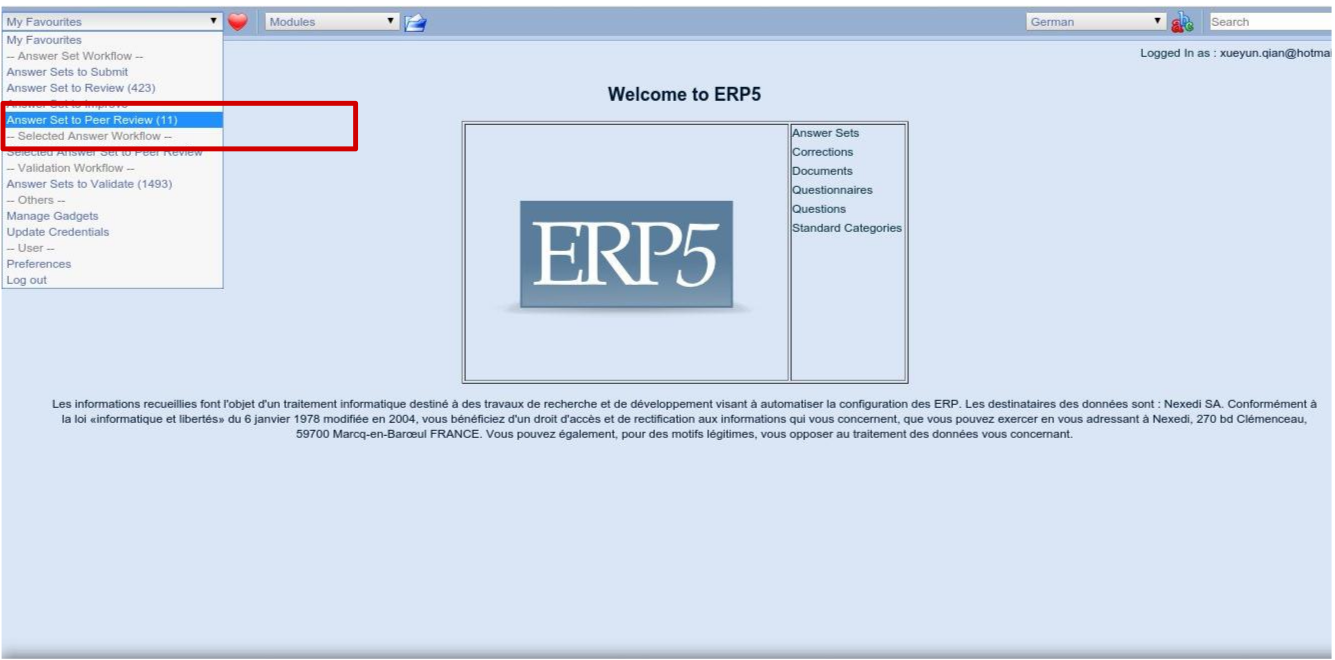 My Favourites
Modules
German
Search
My Favourites
-- Answer Set Workflow --
Answer Sets to Submit
Answer Set to Review (423)
Answer Set to Improve
Answer Set to Peer Review (11)
-- Selected Answer Workflow --
Selected Answer Set to Peer Review
-- Validation Workflow --
Answer Sets to Validate (1493)
-- Others --
Manage Gadgets
Update Credentials
-- User --
Preferences
Log out
Logged In as : xueyun.qian@hotmai
Welcome to ERP5
ERP5
Answer Sets
Corrections
Documents
Questionnaires
Questions
Standard Categories
Les informations recueillies font l'objet d'un traitement informatique destiné à des travaux de recherche et de développement visant à automatiser la configuration des ERP. Les destinataires des données sont : Nexedi SA. Conformément à
la loi «informatique et libertés» du 6 janvier 1978 modifiée en 2004, vous bénéficiez d'un droit d'accès et de rectification aux informations qui vous concernent, que vous pouvez exercer en vous adressant à Nexedi, 270 bd Clémenceau,
59700 Marcq-en-Barœul FRANCE. Vous pouvez également, pour des motifs légitimes, vous opposer au traitement des données vous concernant.